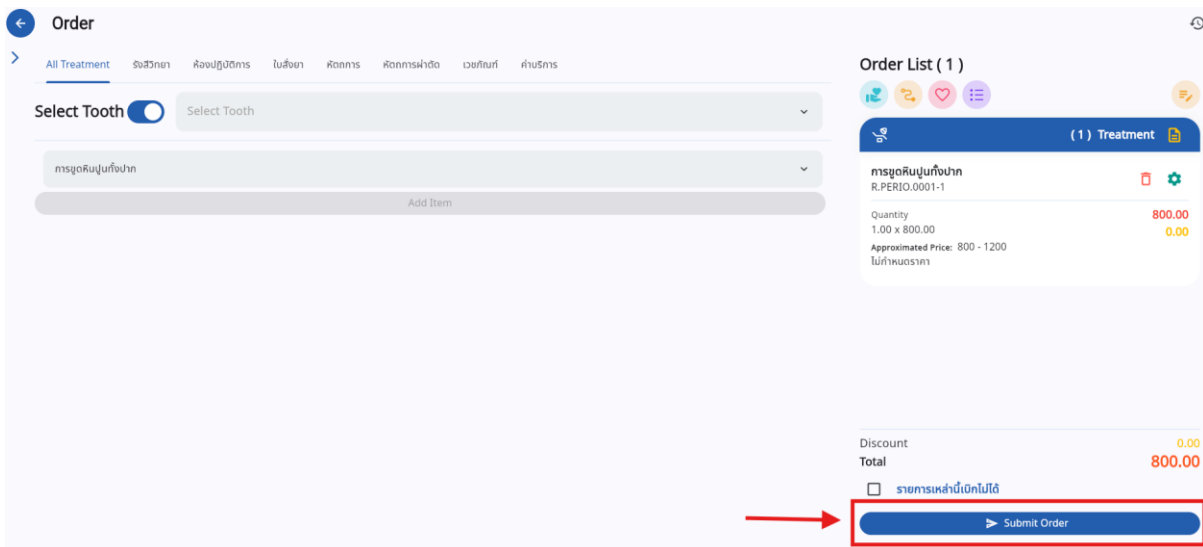 Order
All Treatment รังสีวิทยา ห้องปฏิบัติการ ใบสั่งยา หัตถการ หัตถการผ่าตัด เวชภัณฑ์ ค่าบริการ
Select Tooth Select Tooth
การขูดหินปูนทั้งปาก
Add Item
Order List ( 1 )
( 1 ) Treatment
การขูดหินปูนทั้งปาก
R.PERIO.0001-1
Quantity 800.00
1.00 x 800.00 0.00
Approximated Price: 800 - 1200
ไม่กำหนดราคา
Discount 0.00
Total 800.00
รายการเหล่านี้เบิกไม่ได้
Submit Order